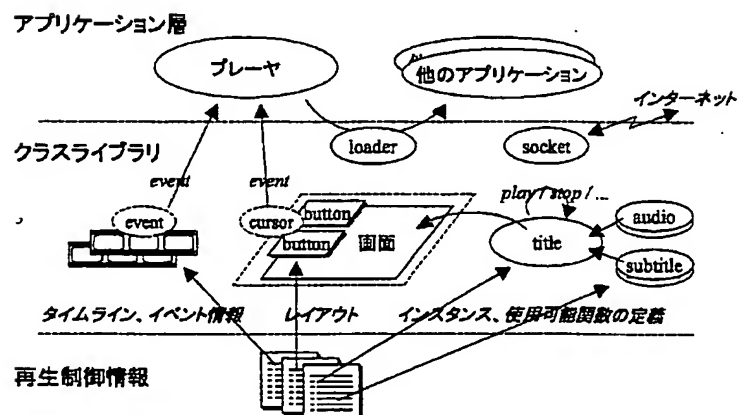 アプリケーション層
プレーヤ
他のアプリケーション
インターネット
loader
socket
クラスライブラリ
event
event
play / stop / ...
event
cursor
button
button
画面
title
audio
subtitle
タイムライン、イベント情報
レイアウト
インスタンス、使用可能関数の定義
再生制御情報